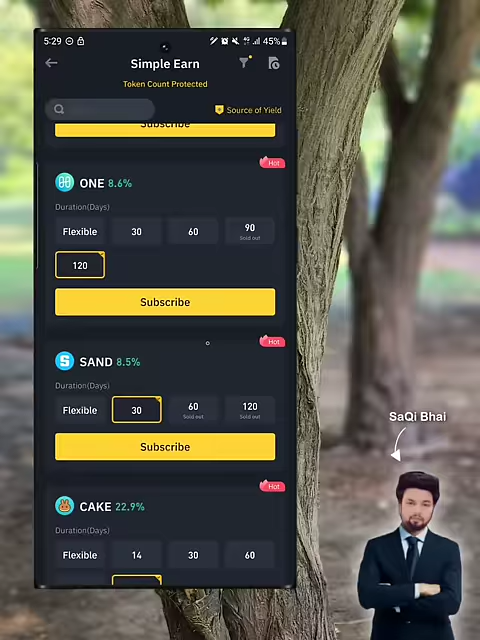 5:29 45%
Simple Earn
Token Count Protected
Source of Yield
Subscribe
Hot
ONE 8.6%
Duration(Days)
Flexible 30 60 90
Sold out
120
Subscribe
Hot
SAND 8.5%
Duration(Days)
Flexible 30 60 120
Sold out Sold out
Subscribe
SaQi Bhai
Hot
CAKE 22.9%
Duration(Days)
Flexible 14 30 60